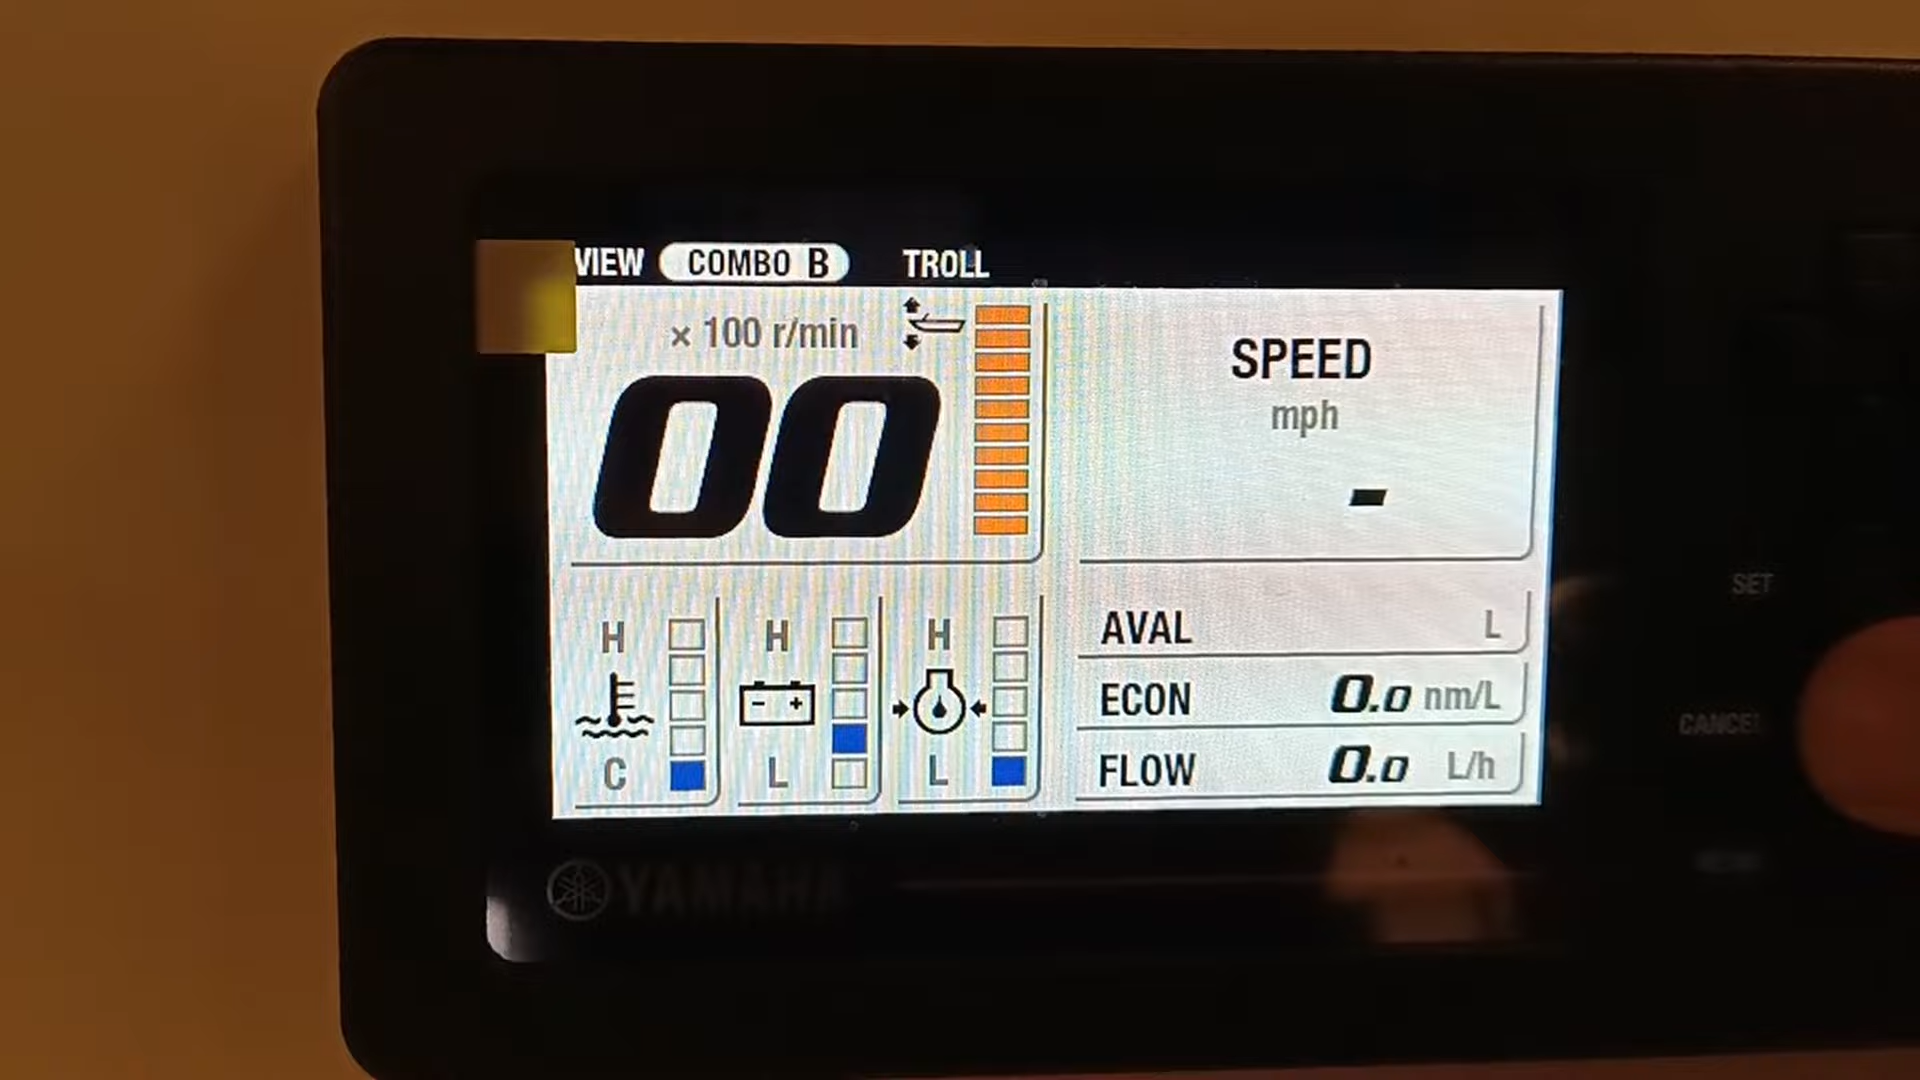 VIEW COMBO B TROLL
× 100 r/min
00
SPEED
mph
-
H H H
C L L
AVAL L
ECON 0.0 nm/L
FLOW 0.0 L/h
SET
CANCEL
YAMAHA